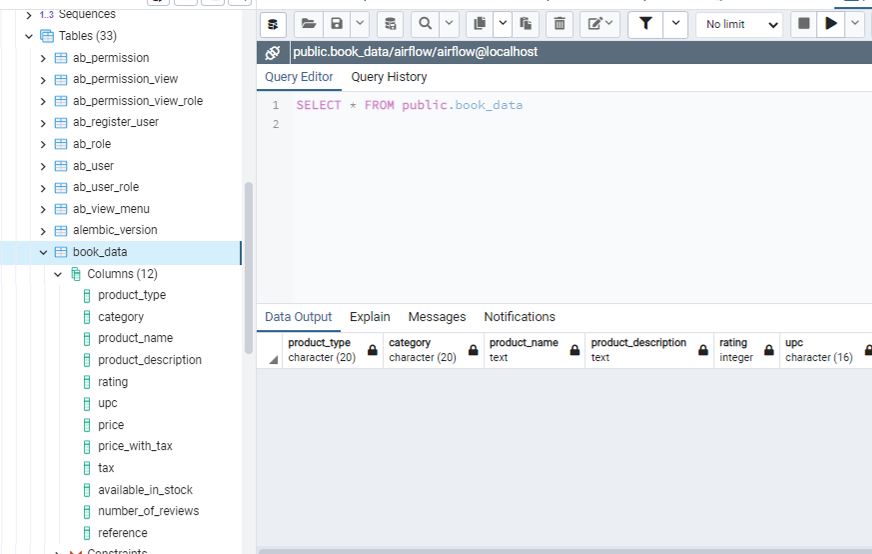 1..3 Sequences
Tables (33)
ab_permission
ab_permission_view
ab_permission_view_role
ab_register_user
ab_role
ab_user
ab_user_role
ab_view_menu
alembic_version
book_data
Columns (12)
product_type
category
product_name
product_description
rating
upc
price
price_with_tax
tax
available_in_stock
number_of_reviews
reference
Constraints
No limit
public.book_data/airflow/airflow@localhost
Query Editor Query History
1 SELECT * FROM public.book_data
2
Data Output Explain Messages Notifications
product_type category product_name product_description rating upc
character (20) character (20) text text integer character (16)